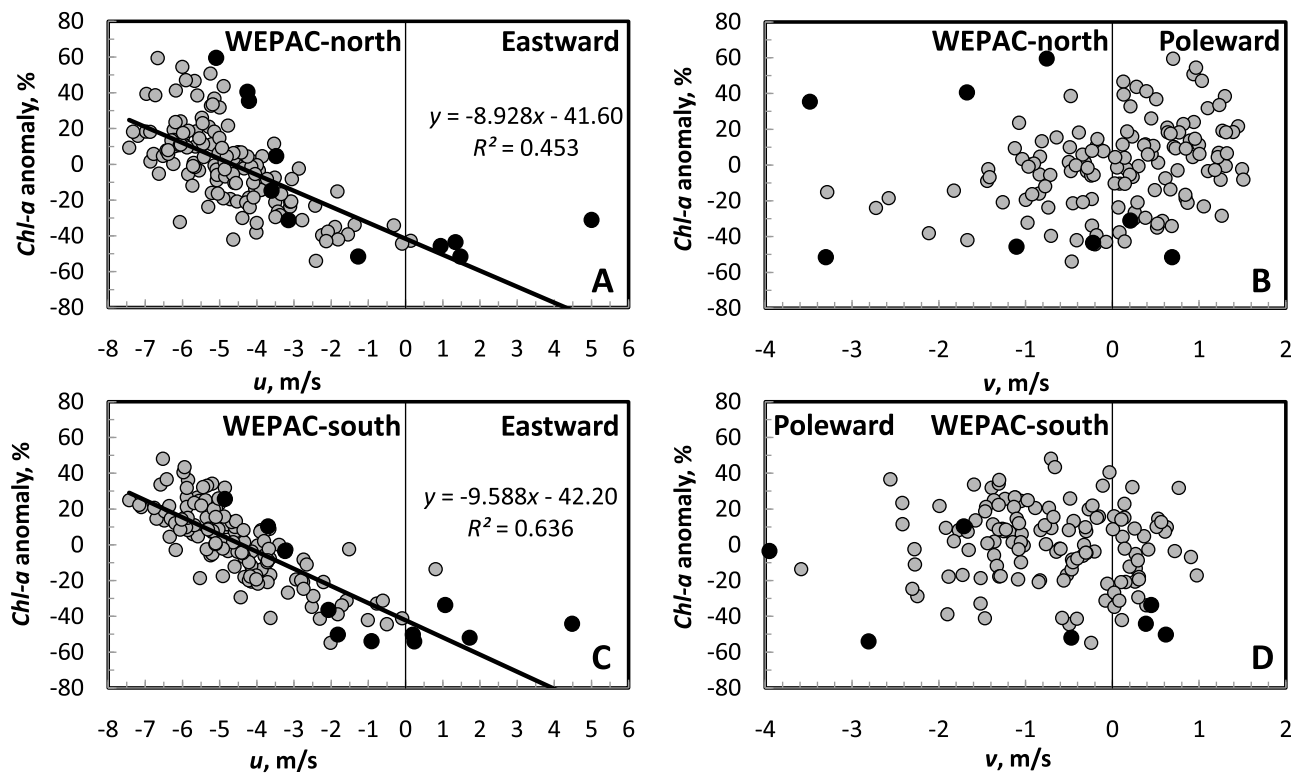 80
60
40
20
0
-20
-40
-60
-80
Chl-a anomaly, %
WEPAC-north
Eastward
y = -8.928x - 41.60
R² = 0.453
A
-8 -7 -6 -5 -4 -3 -2 -1 0 1 2 3 4 5 6
u, m/s
80
60
40
20
0
-20
-40
-60
-80
Chl-a anomaly, %
WEPAC-north
Poleward
B
-4 -3 -2 -1 0 1 2
v, m/s
80
60
40
20
0
-20
-40
-60
-80
Chl-a anomaly, %
WEPAC-south
Eastward
y = -9.588x - 42.20
R² = 0.636
C
-8 -7 -6 -5 -4 -3 -2 -1 0 1 2 3 4 5 6
u, m/s
80
60
40
20
0
-20
-40
-60
-80
Chl-a anomaly, %
Poleward
WEPAC-south
D
-4 -3 -2 -1 0 1 2
v, m/s